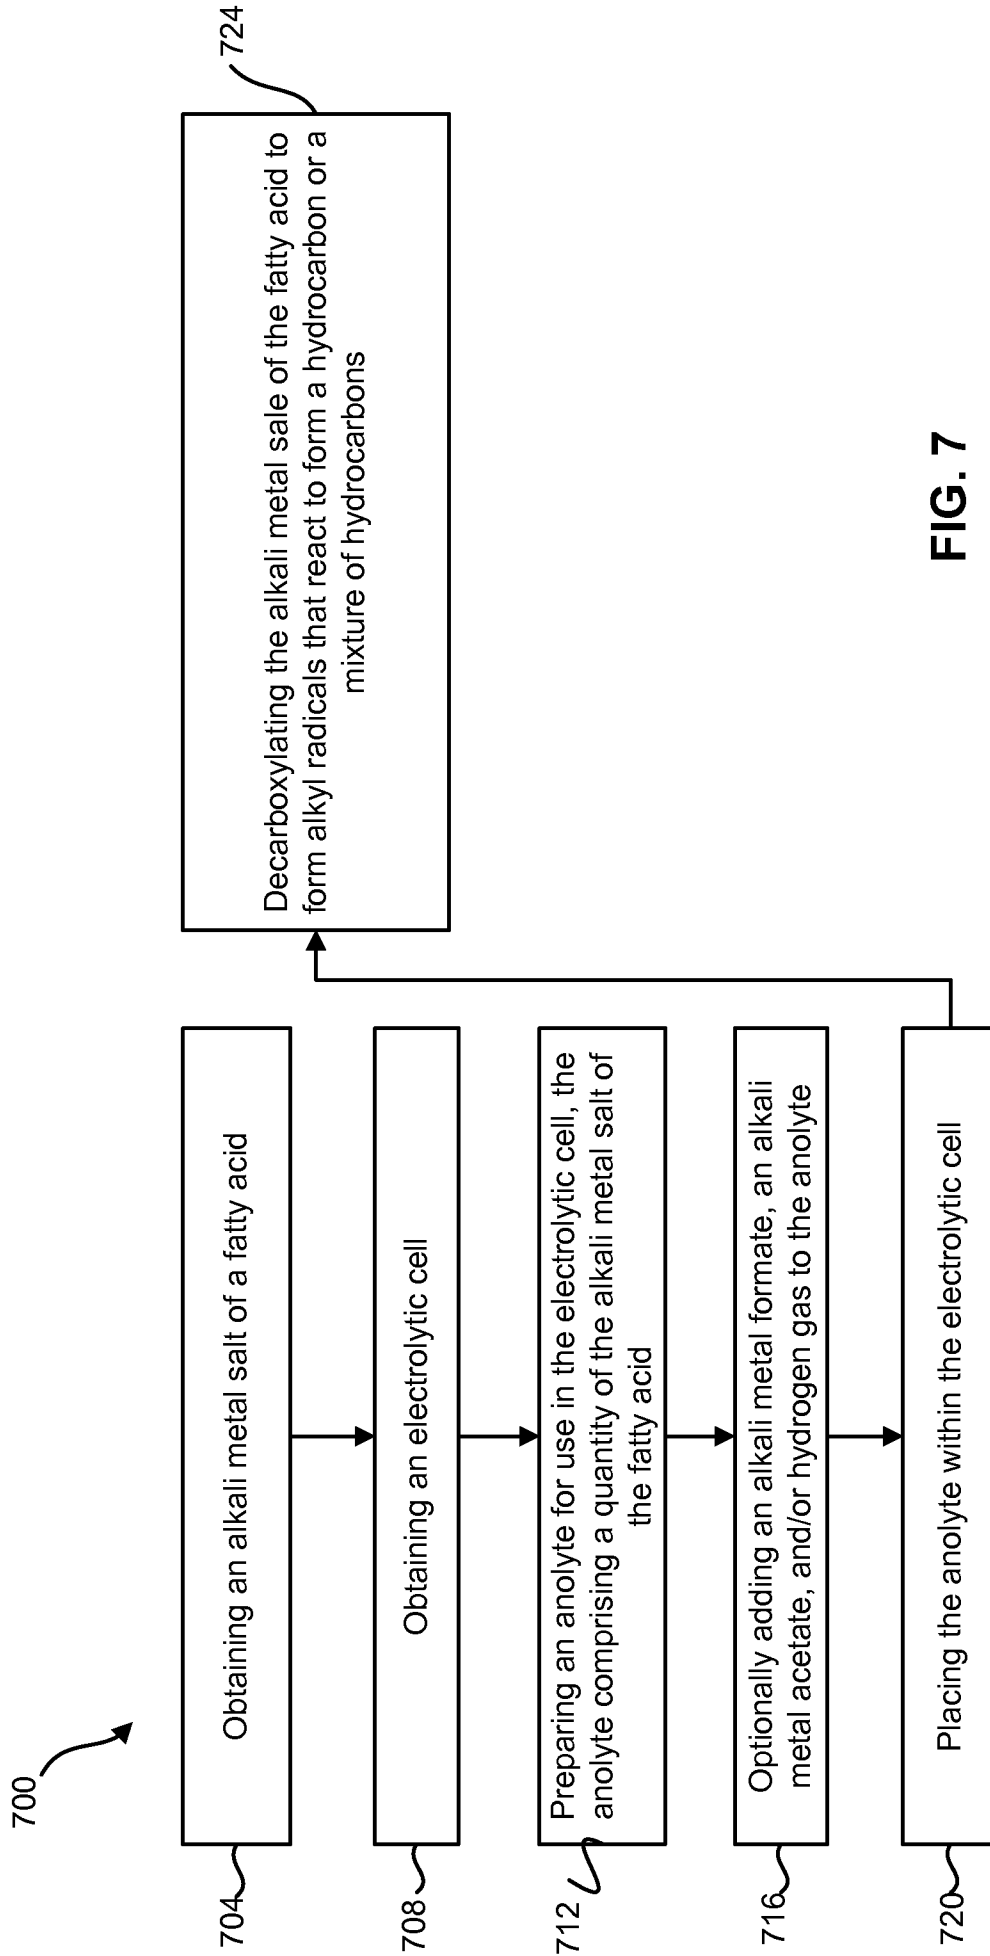 700
704
Obtaining an alkali metal salt of a fatty acid
708
Obtaining an electrolytic cell
712
Preparing an anolyte for use in the electrolytic cell, the
anolyte comprising a quantity of the alkali metal salt of
the fatty acid
716
Optionally adding an alkali metal formate, an alkali
metal acetate, and/or hydrogen gas to the anolyte
720
Placing the anolyte within the electrolytic cell
724
Decarboxylating the alkali metal sale of the fatty acid to
form alkyl radicals that react to form a hydrocarbon or a
mixture of hydrocarbons
FIG. 7